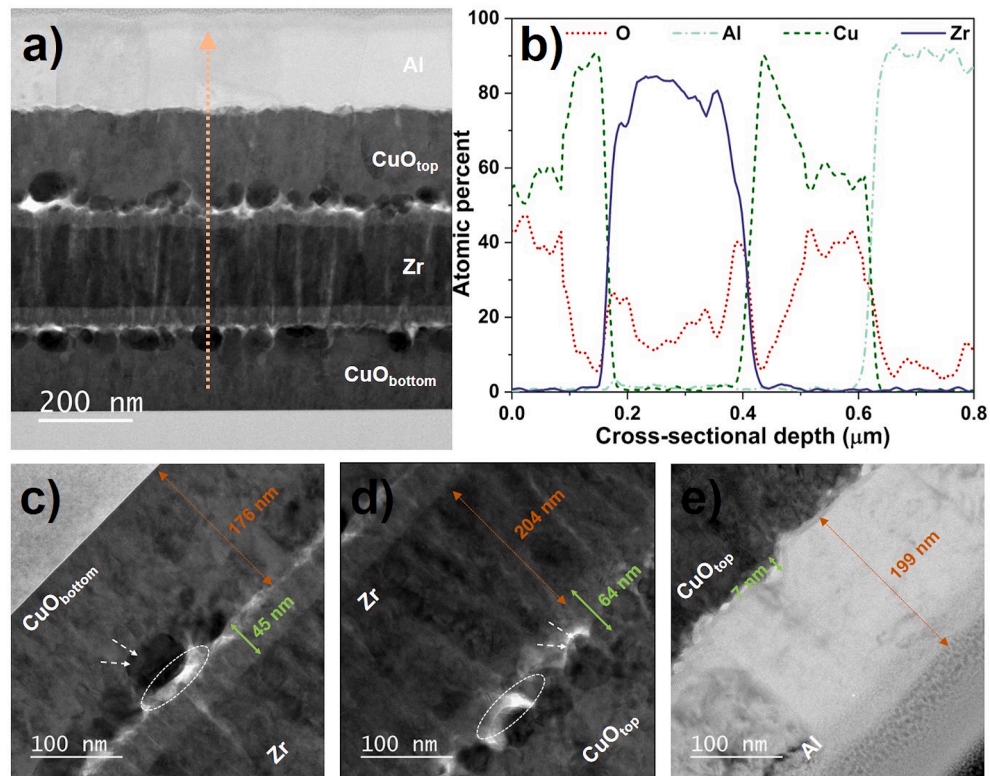 a)
Al
CuOtop
Zr
CuObottom
200 nm
b)
O Al Cu Zr
Atomic percent
100
80
60
40
20
0
0.0 0.2 0.4 0.6 0.8
Cross-sectional depth (μm)
c)
176 nm
CuObottom
45 nm
Zr
100 nm
d)
204 nm
Zr
64 nm
CuOtop
100 nm
e)
CuOtop
7 nm
199 nm
Al
100 nm